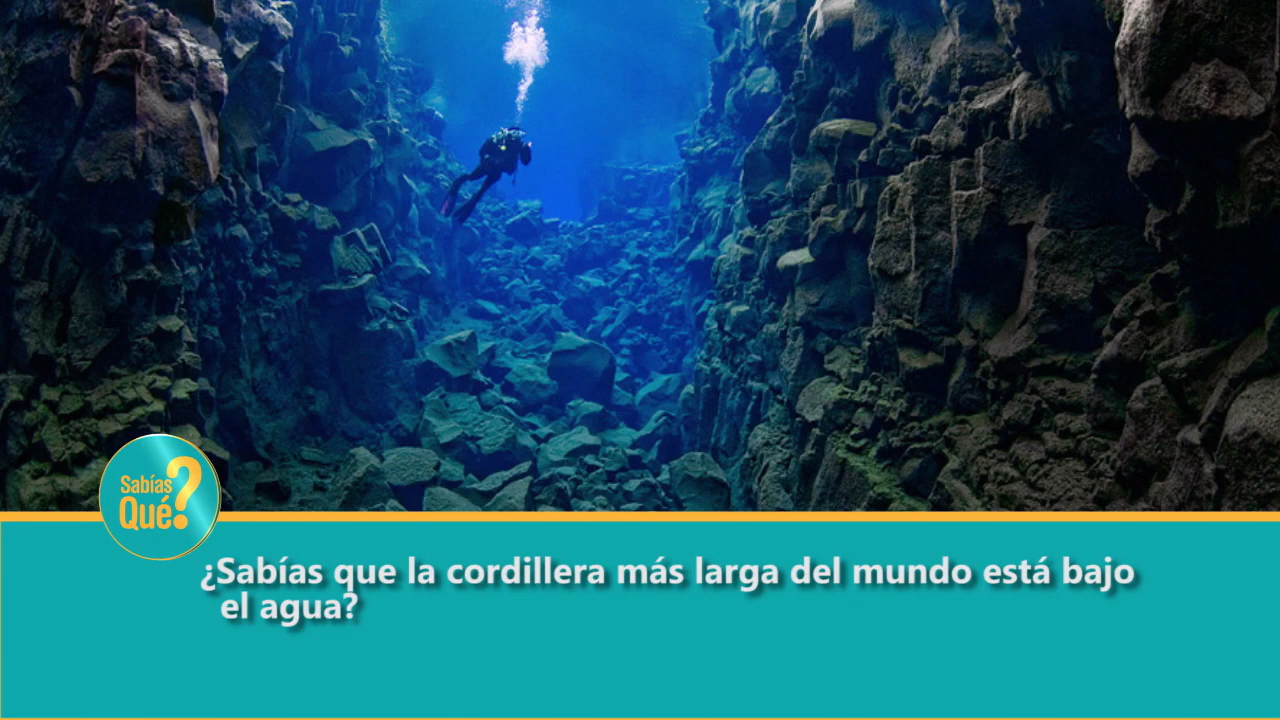 Sabías
Qué?
¿Sabías que la cordillera más larga del mundo está bajo
el agua?